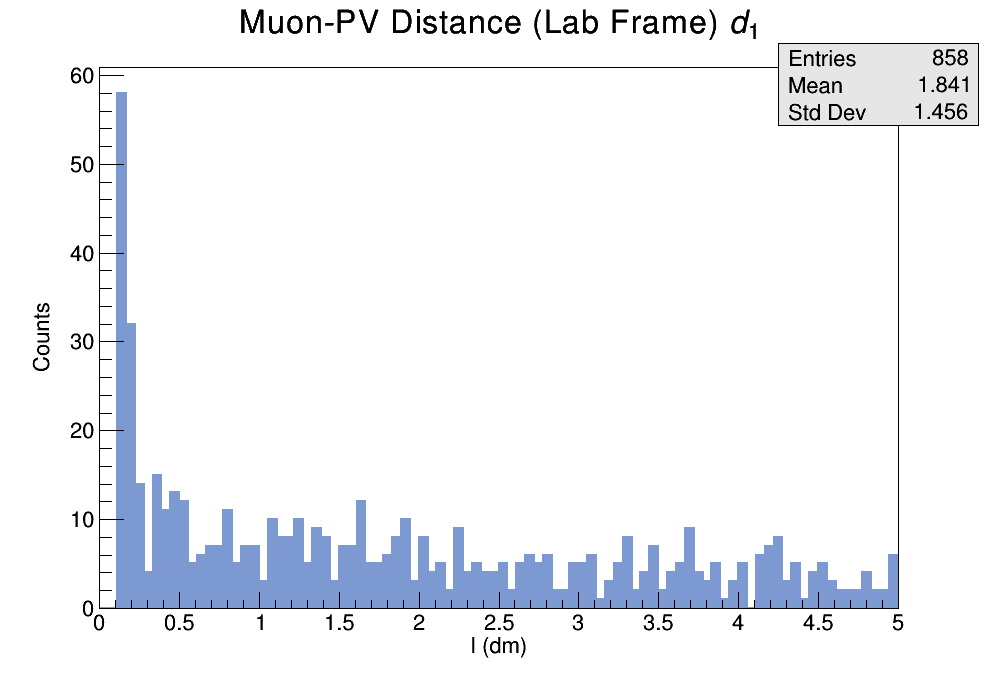 Muon-PV Distance (Lab Frame) d₁
Entries 858
Mean 1.841
Std Dev 1.456
60
50
40
30
20
10
0
Counts
0 0.5 1 1.5 2 2.5 3 3.5 4 4.5 5
l (dm)